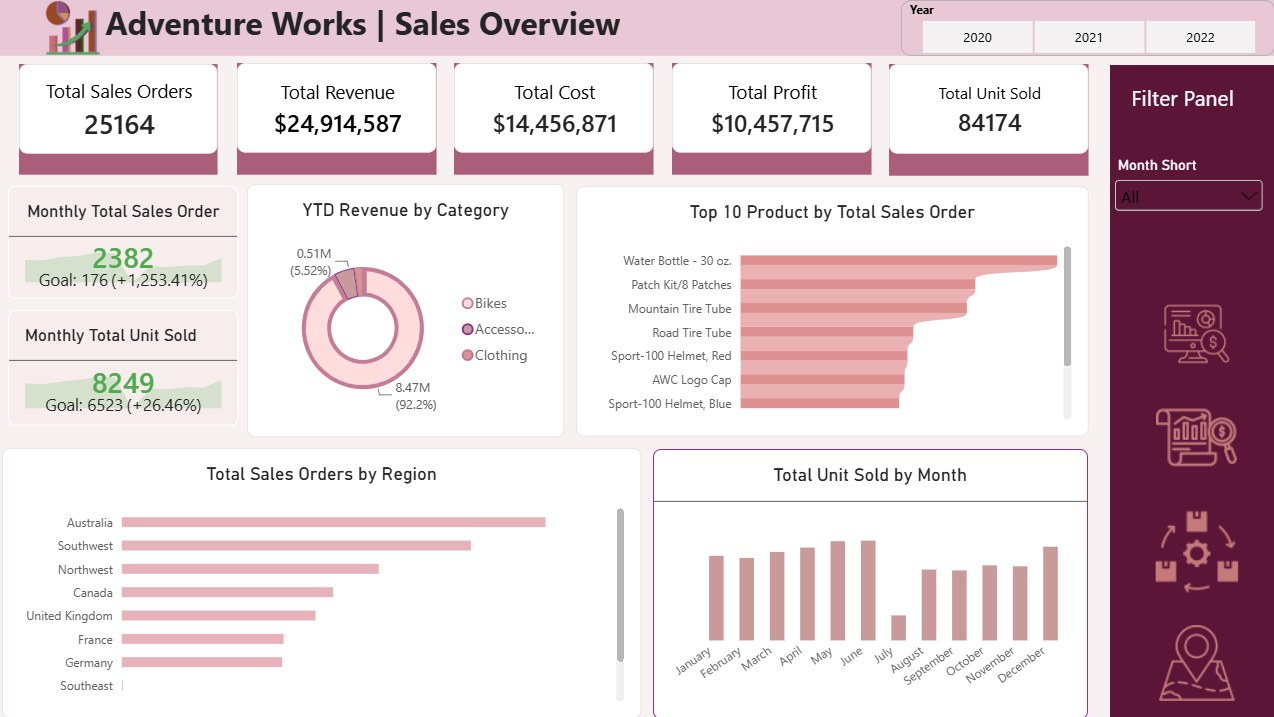 Adventure Works | Sales Overview
Year
2020
2021
2022
Total Sales Orders
25164
Total Revenue
$24,914,587
Total Cost
$14,456,871
Total Profit
$10,457,715
Total Unit Sold
84174
Filter Panel
Month Short
All
Monthly Total Sales Order
2382
Goal: 176 (+1,253.41%)
Monthly Total Unit Sold
8249
Goal: 6523 (+26.46%)
YTD Revenue by Category
0.51M
(5.52%)
8.47M
(92.2%)
Bikes
Accesso...
Clothing
Top 10 Product by Total Sales Order
Water Bottle - 30 oz.
Patch Kit/8 Patches
Mountain Tire Tube
Road Tire Tube
Sport-100 Helmet, Red
AWC Logo Cap
Sport-100 Helmet, Blue
Total Sales Orders by Region
Australia
Southwest
Northwest
Canada
United Kingdom
France
Germany
Southeast
Total Unit Sold by Month
January
February
March
April
May
June
July
August
September
October
November
December